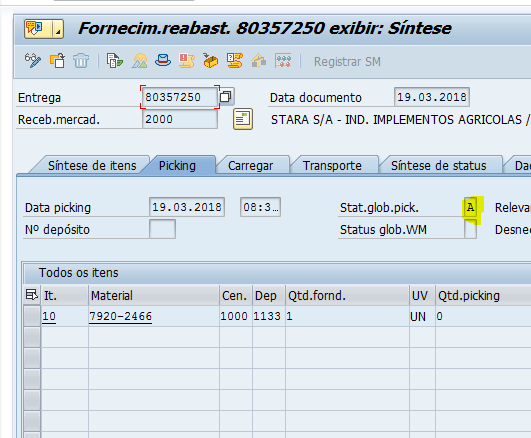 Fornecim.reabast. 80357250 exibir: Síntese
Registrar SM
Entrega 80357250 Data documento 19.03.2018
Receb.mercad. 2000 STARA S/A - IND. IMPLEMENTOS AGRICOLAS /
Síntese de itens Picking Carregar Transporte Síntese de status
Data picking 19.03.2018 08:3... Stat.glob.pick. A
Nº depósito Status glob.WM
Todos os itens
It. Material Cen. Dep Qtd.fornd. UV Qtd.picking
10 7920-2466 1000 1133 1 UN 0